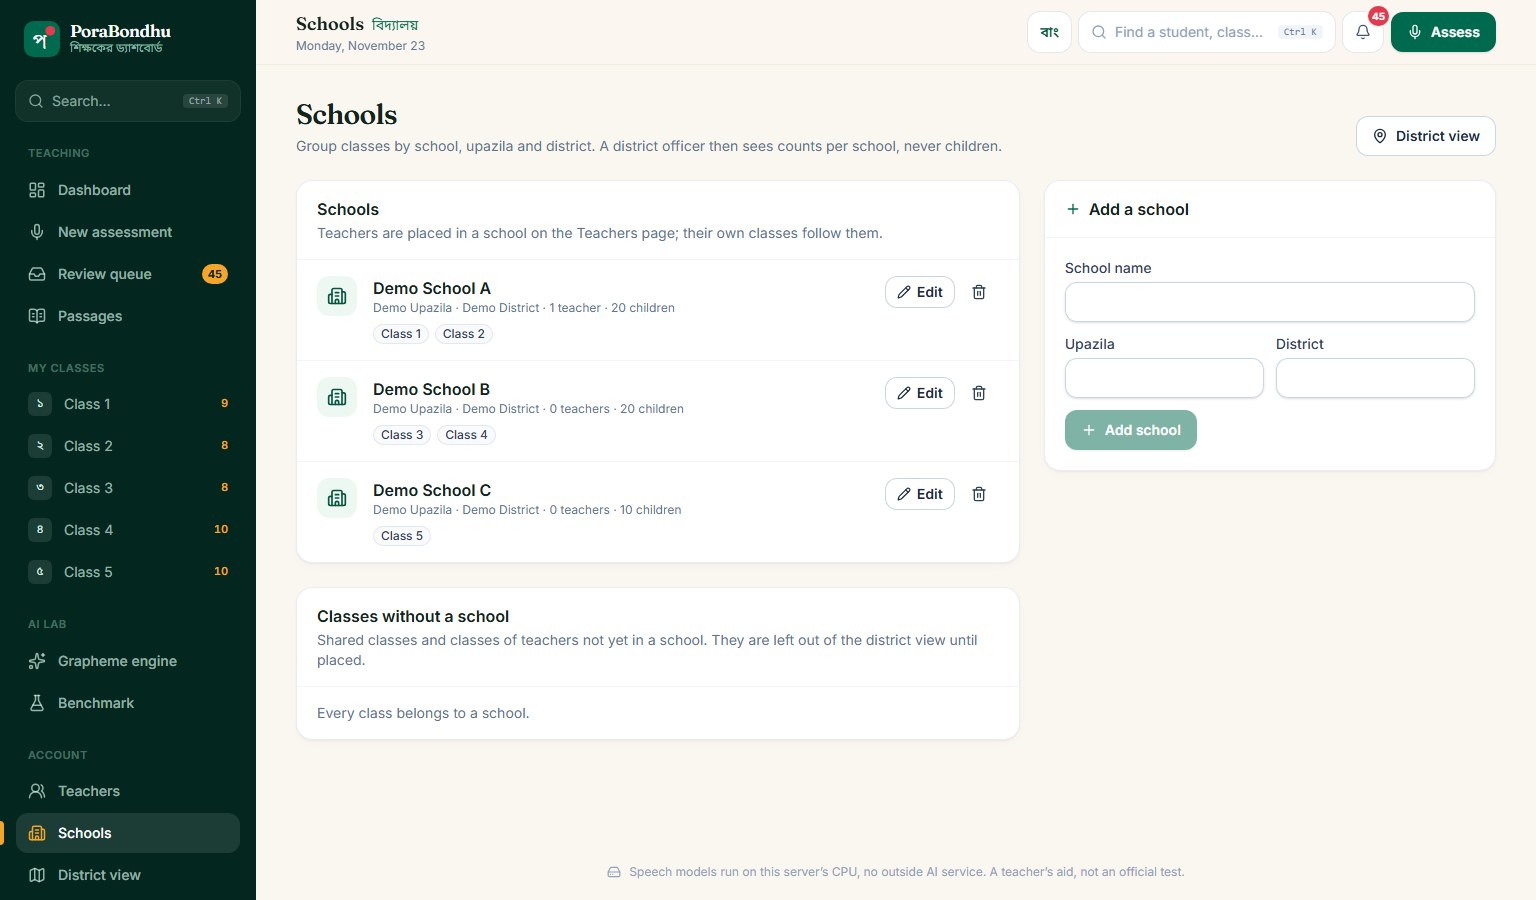 PoraBondhu
শিক্ষকের ড্যাশবোর্ড
Search... Ctrl K
TEACHING
Dashboard
New assessment
Review queue 45
Passages
MY CLASSES
১ Class 1 9
২ Class 2 8
৩ Class 3 8
৪ Class 4 10
৫ Class 5 10
AI LAB
Grapheme engine
Benchmark
ACCOUNT
Teachers
Schools
District view
Schools বিদ্যালয়
Monday, November 23
বাং
Find a student, class... Ctrl K
45
Assess
Schools
Group classes by school, upazila and district. A district officer then sees counts per school, never children.
District view
Schools
Teachers are placed in a school on the Teachers page; their own classes follow them.
Demo School A
Demo Upazila · Demo District · 1 teacher · 20 children
Class 1 Class 2
Edit
Demo School B
Demo Upazila · Demo District · 0 teachers · 20 children
Class 3 Class 4
Edit
Demo School C
Demo Upazila · Demo District · 0 teachers · 10 children
Class 5
Edit
Classes without a school
Shared classes and classes of teachers not yet in a school. They are left out of the district view until
placed.
Every class belongs to a school.
+ Add a school
School name
Upazila District
+ Add school
Speech models run on this server’s CPU, no outside AI service. A teacher’s aid, not an official test.
প